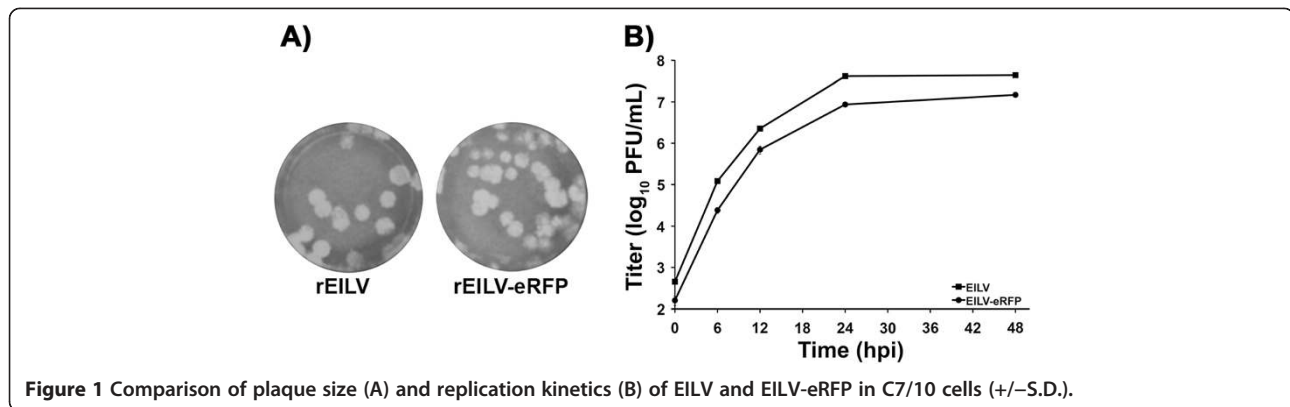 A)
rEILV
rEILV-eRFP
B)
Titer (log10 PFU/mL)
8
7
6
5
4
3
2
0 6 12 18 24 30 36 42 48
Time (hpi)
EILV
EILV-eRFP
Figure 1 Comparison of plaque size (A) and replication kinetics (B) of EILV and EILV-eRFP in C7/10 cells (+/−S.D.).